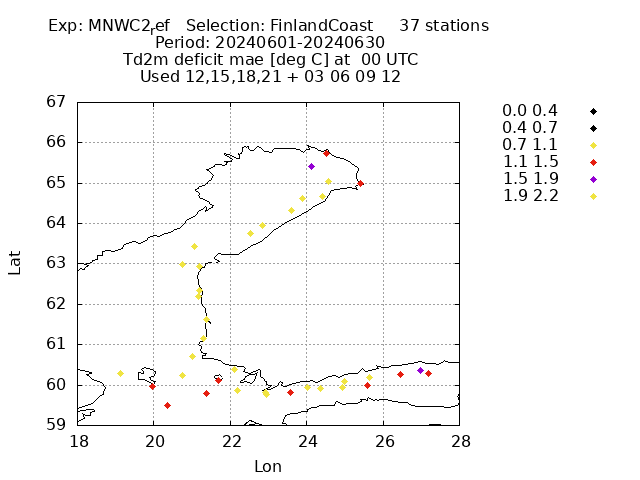 Exp: MNWC2ref   Selection: FinlandCoast     37 stations
Period: 20240601-20240630
Td2m deficit mae [deg C] at  00 UTC
Used 12,15,18,21 + 03 06 09 12
67
66
65
64
63
62
61
60
59
Lat
18 20 22 24 26 28
Lon
0.0 0.4
0.4 0.7
0.7 1.1
1.1 1.5
1.5 1.9
1.9 2.2